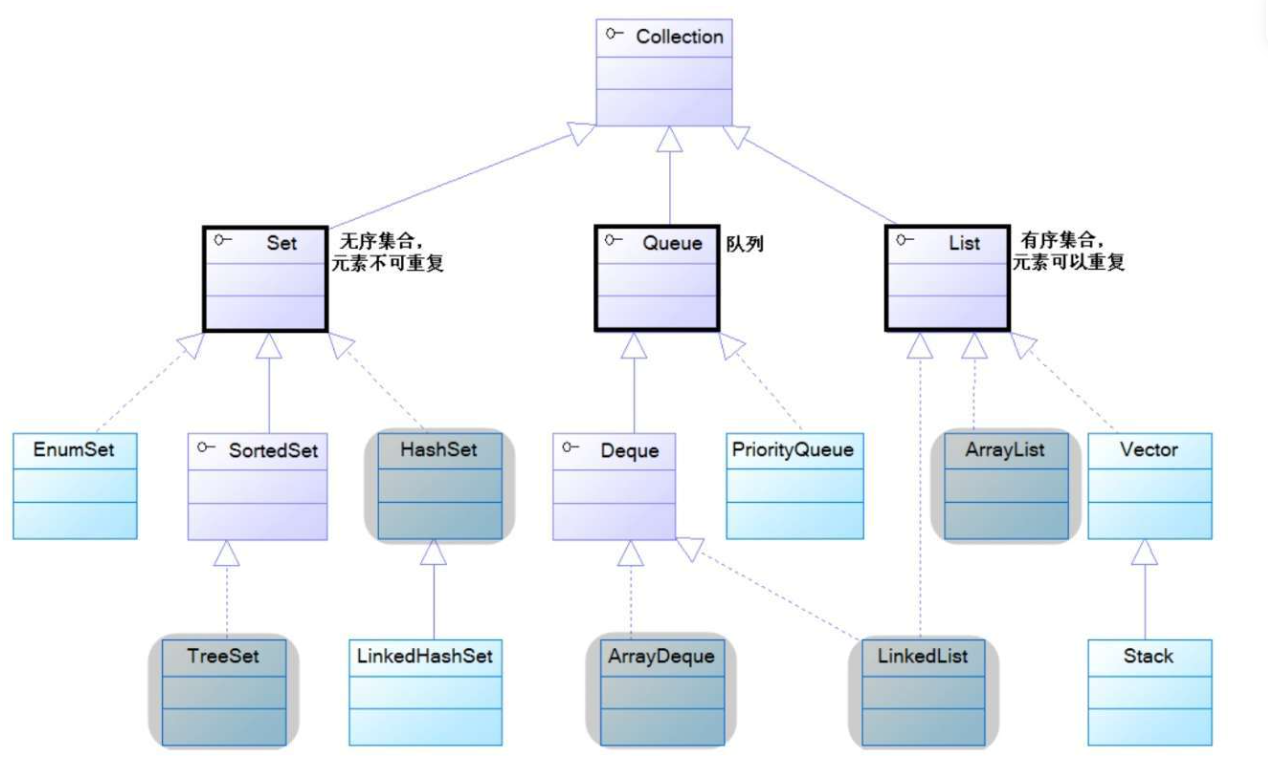 Collection
Set
无序集合，
元素不可重复
Queue
队列
List
有序集合，
元素可以重复
EnumSet
SortedSet
HashSet
Deque
PriorityQueue
ArrayList
Vector
TreeSet
LinkedHashSet
ArrayDeque
LinkedList
Stack